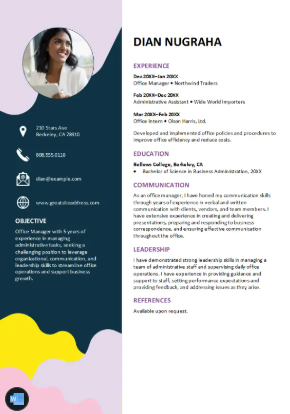 DIAN NUGRAHA
EXPERIENCE
Dec 20XX–Jan 20XX
Office Manager • Northwind Traders
Feb 20XX–Dec 20XX
Administrative Assistant • Wide World Importers
Mar 20XX–Feb 20XX
Office Intern • Olson Harris, Ltd.
Developed and implemented office policies and procedures to
improve office efficiency and reduce costs.
EDUCATION
Bellows College, Berkeley, CA
• Bachelor of Science in Business Administration, 20XX
COMMUNICATION
As an office manager, I have honed my communication skills
through years of experience in verbal and written
communication with clients, vendors, and team members. I
have extensive experience in creating and delivering
presentations, preparing and responding to business
correspondence, and ensuring effective communication
throughout the office.
LEADERSHIP
I have demonstrated strong leadership skills in managing a
team of administrative staff and supervising daily office
operations. I have experience in providing guidance and
support to staff, setting performance expectations and
providing feedback, and addressing issues as they arise.
REFERENCES
Available upon request.
Berkeley, CA 78910
dian@example.com
OBJECTIVE
Office Manager with 5 years of
experience in managing
administrative tasks, seeking a
challenging position to leverage
organizational, communication, and
leadership skills to streamline office
operations and support business
growth.